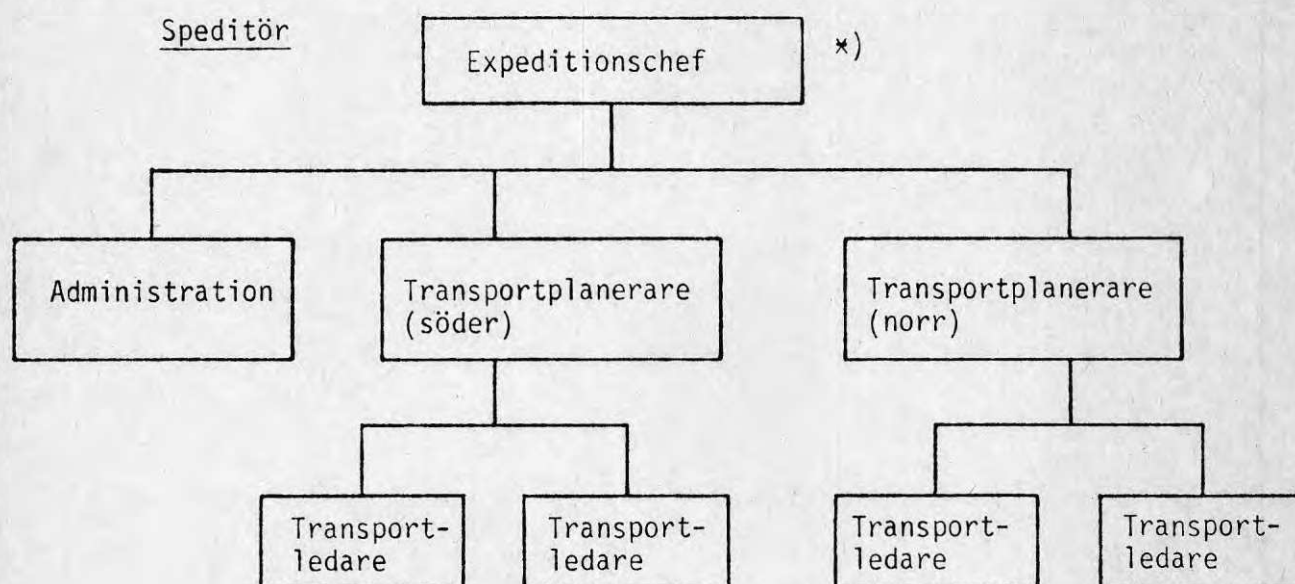 Speditör
Expeditionschef *)
Administration
Transportplanerare
(söder)
Transportplanerare
(norr)
Transport-
ledare
Transport-
ledare
Transport-
ledare
Transport-
ledare